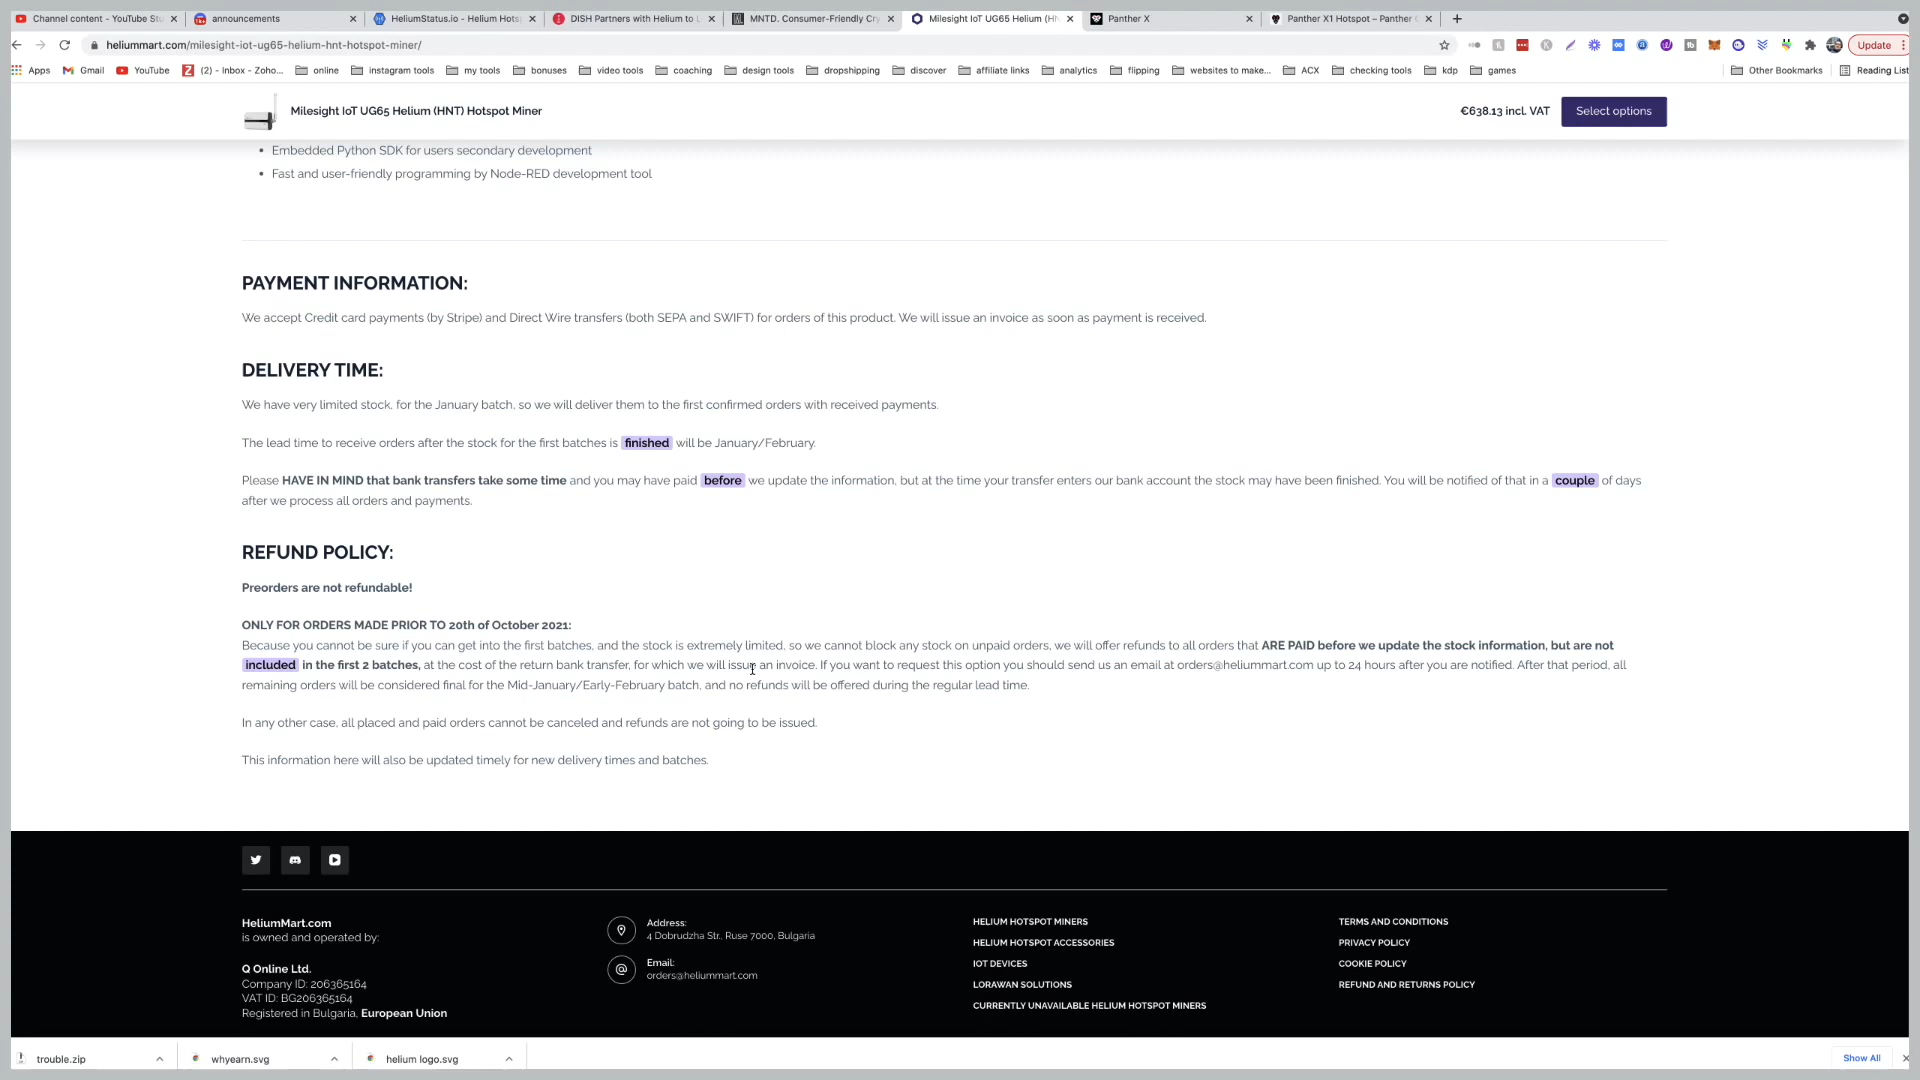 Channel content - YouTube Stu
announcements
HeliumStatus.io - Helium Hots
DISH Partners with Helium to L
MNTD. Consumer-Friendly Cry
Milesight IoT UG65 Helium (HN
Panther X
Panther X1 Hotspot – Panther
heliummart.com/milesight-iot-ug65-helium-hnt-hotspot-miner/
Update
Apps
Gmail
YouTube
(2) - Inbox - Zoho...
online
instagram tools
my tools
bonuses
video tools
coaching
design tools
dropshipping
discover
affiliate links
analytics
flipping
websites to make...
ACX
checking tools
kdp
games
Other Bookmarks
Reading List
Milesight IoT UG65 Helium (HNT) Hotspot Miner
€638.13 incl. VAT
Select options
• Embedded Python SDK for users secondary development
• Fast and user-friendly programming by Node-RED development tool
PAYMENT INFORMATION:
We accept Credit card payments (by Stripe) and Direct Wire transfers (both SEPA and SWIFT) for orders of this product. We will issue an invoice as soon as payment is received.
DELIVERY TIME:
We have very limited stock, for the January batch, so we will deliver them to the first confirmed orders with received payments.
The lead time to receive orders after the stock for the first batches is finished will be January/February.
Please HAVE IN MIND that bank transfers take some time and you may have paid before we update the information, but at the time your transfer enters our bank account the stock may have been finished. You will be notified of that in a couple of days
after we process all orders and payments.
REFUND POLICY:
Preorders are not refundable!
ONLY FOR ORDERS MADE PRIOR TO 20th of October 2021:
Because you cannot be sure if you can get into the first batches, and the stock is extremely limited, so we cannot block any stock on unpaid orders, we will offer refunds to all orders that ARE PAID before we update the stock information, but are not
included in the first 2 batches, at the cost of the return bank transfer, for which we will issue an invoice. If you want to request this option you should send us an email at orders@heliummart.com up to 24 hours after you are notified. After that period, all
remaining orders will be considered final for the Mid-January/Early-February batch, and no refunds will be offered during the regular lead time.
In any other case, all placed and paid orders cannot be canceled and refunds are not going to be issued.
This information here will also be updated timely for new delivery times and batches.
HeliumMart.com
is owned and operated by:
Q Online Ltd.
Company ID: 206365164
VAT ID: BG206365164
Registered in Bulgaria, European Union
Address:
4 Dobrudzha Str., Ruse 7000, Bulgaria
Email:
orders@heliummart.com
HELIUM HOTSPOT MINERS
HELIUM HOTSPOT ACCESSORIES
IOT DEVICES
LORAWAN SOLUTIONS
CURRENTLY UNAVAILABLE HELIUM HOTSPOT MINERS
TERMS AND CONDITIONS
PRIVACY POLICY
COOKIE POLICY
REFUND AND RETURNS POLICY
trouble.zip
whyearn.svg
helium logo.svg
Show All